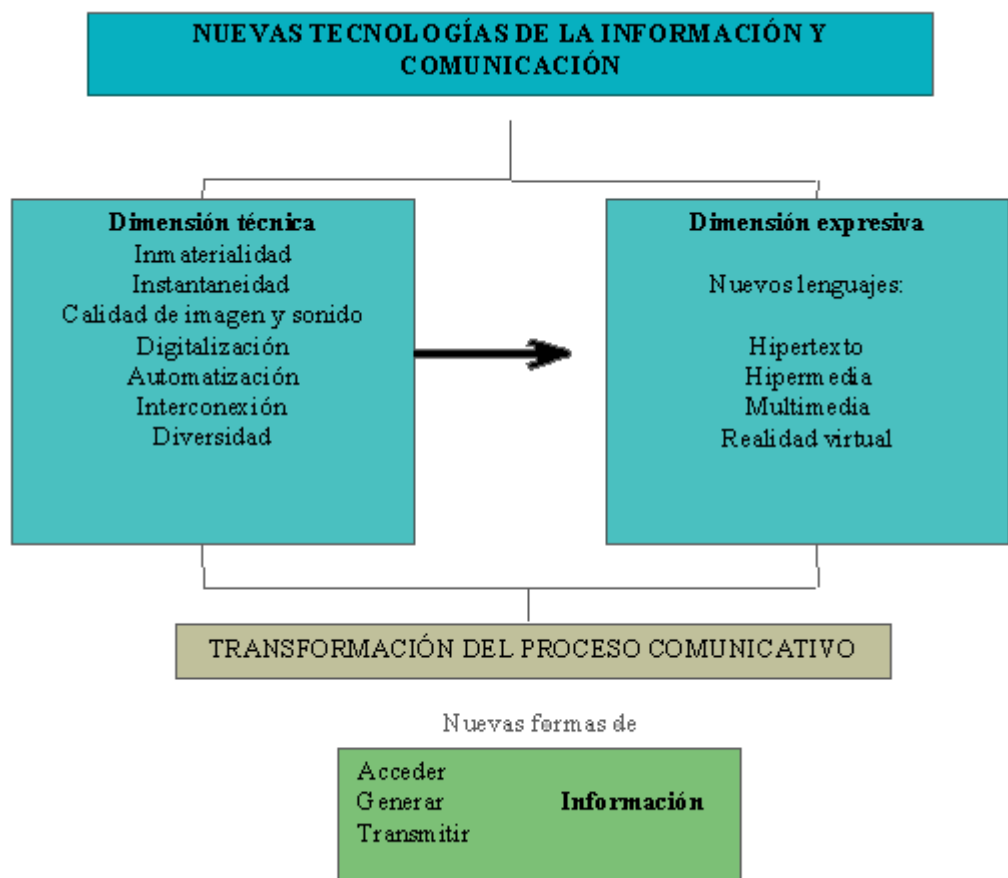 NUEVAS TECNOLOGÍAS DE LA INFORMACIÓN Y
COMUNICACIÓN
Dimensión técnica
Inmaterialidad
Instantaneidad
Calidad de imagen y sonido
Digitalización
Automatización
Interconexión
Diversidad
Dimensión expresiva
Nuevos lenguajes:
Hipertexto
Hipermedia
Multimedia
Realidad virtual
TRANSFORMACIÓN DEL PROCESO COMUNICATIVO
Nuevas formas de
Acceder
Generar Información
Transmitir